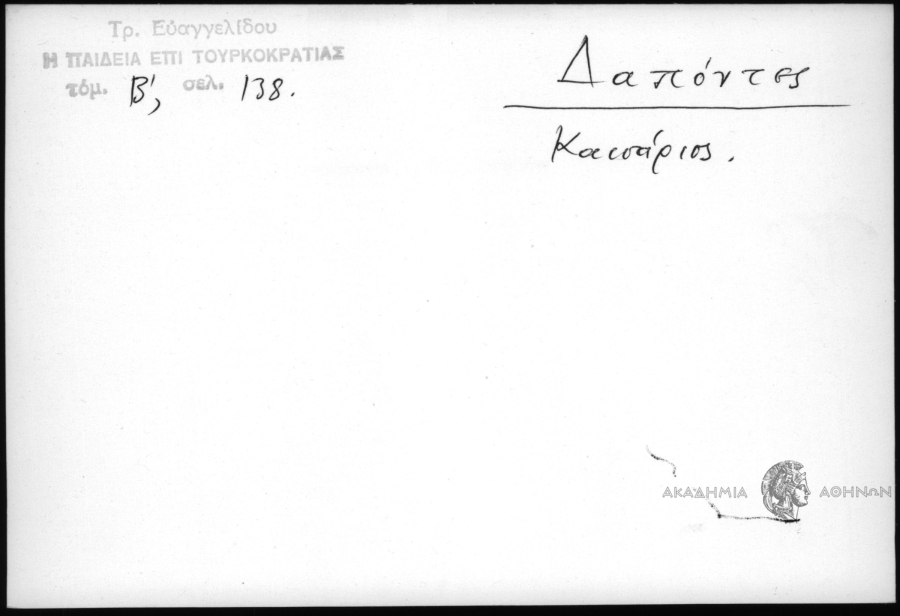 Τρ. Εὐαγγελίδου
Η ΠΑΙΔΕΙΑ ΕΠΙ ΤΟΥΡΚΟΚΡΑΤΙΑΣ
τόμ. Β', σελ. 138.
Δαπόντες
Καισάριος.
ΑΚΑΔΗΜΙΑ ΑΘΗΝΩΝ